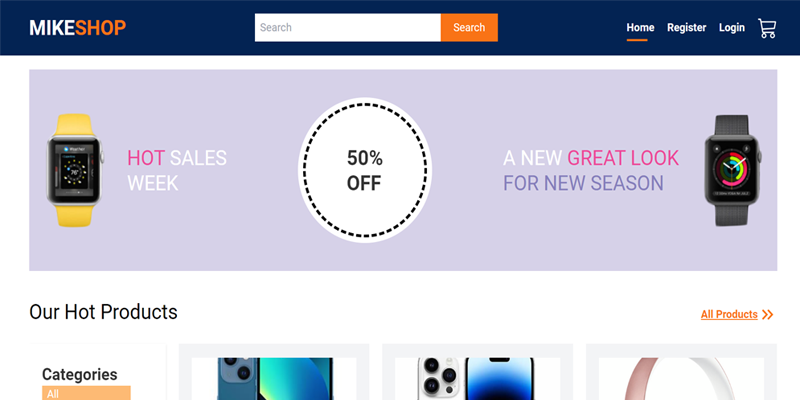 MIKESHOP
Search
Search
Home
Register
Login
HOT SALES
WEEK
50%
OFF
A NEW GREAT LOOK
FOR NEW SEASON
Our Hot Products
All Products
Categories
All